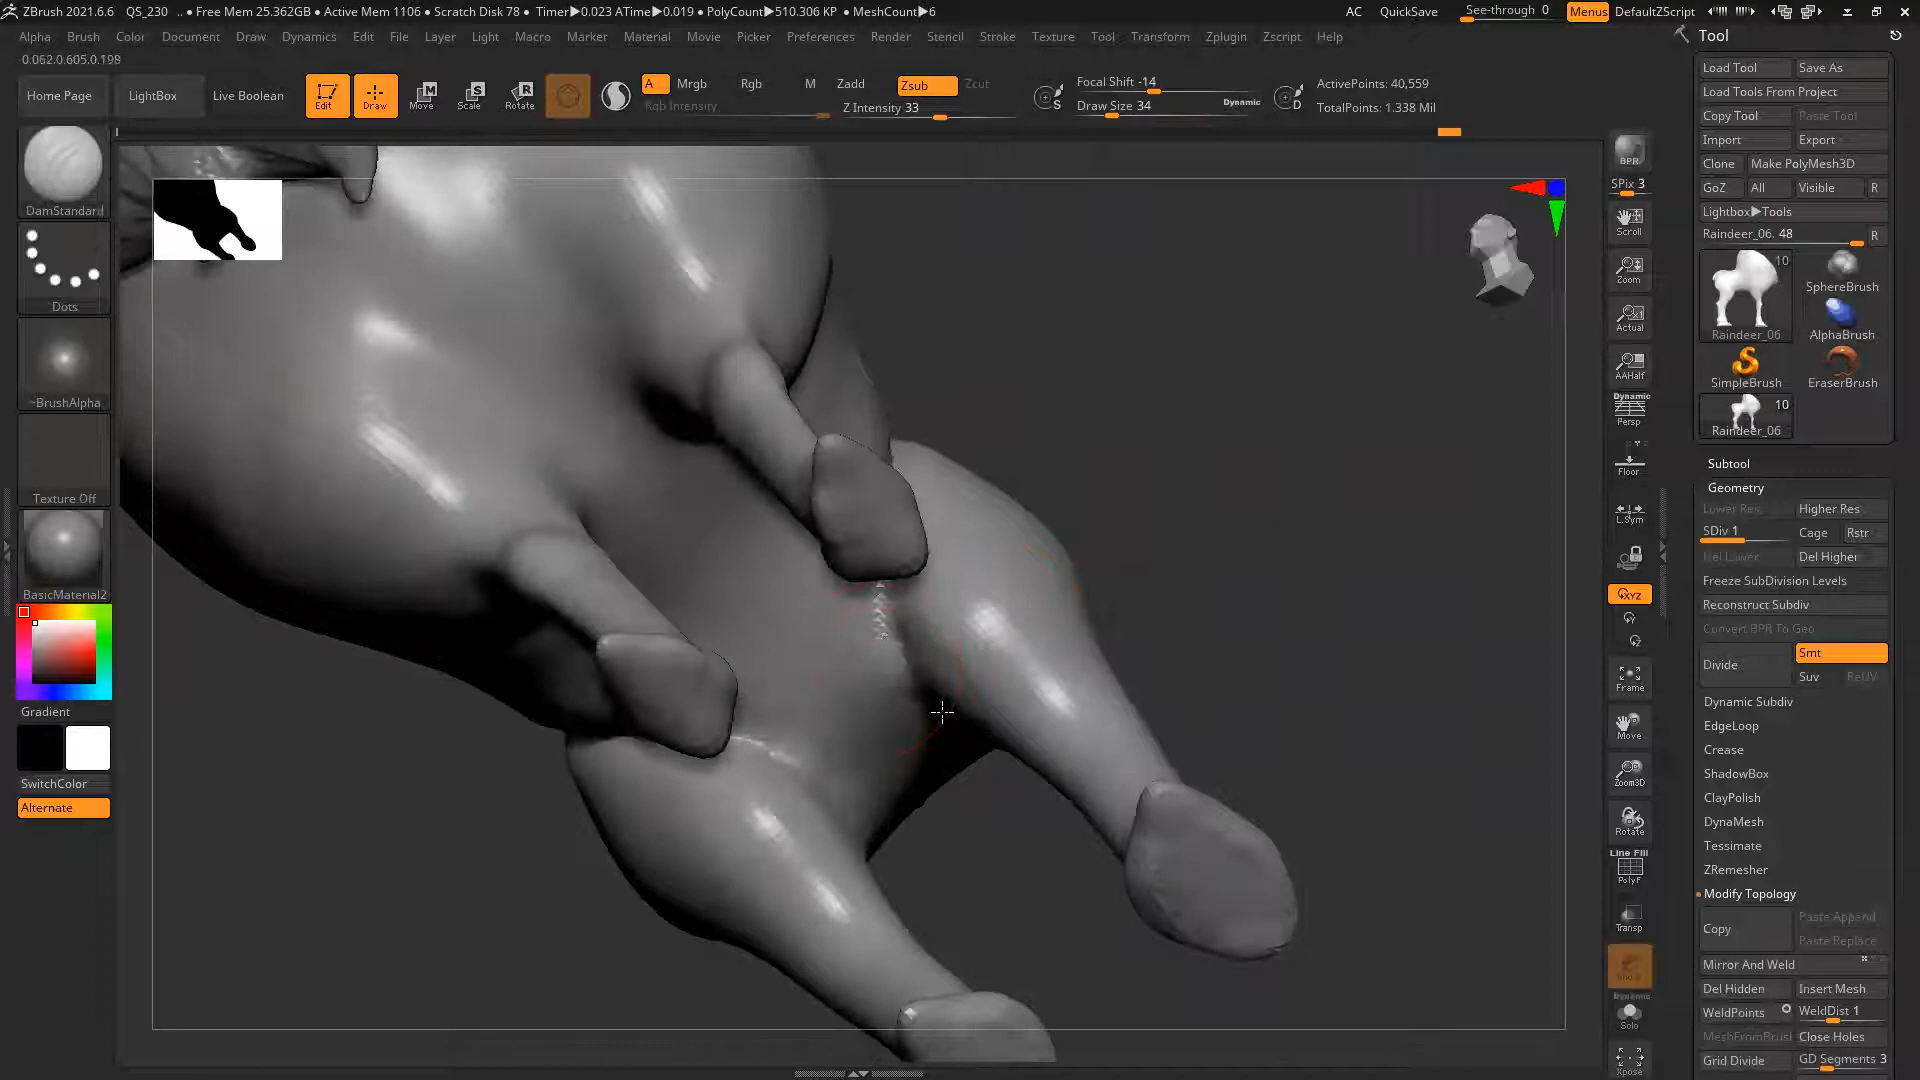 ZBrush 2021.6.6 QS_230 .. ● Free Mem 25.362GB ● Active Mem 1106 ● Scratch Disk 78 ● Timer▶0.023 ATime▶0.019 ● PolyCount▶510.306 KP ● MeshCount▶6 AC QuickSave See-through 0 Menus DefaultZScript
Alpha Brush Color Document Draw Dynamics Edit File Layer Light Macro Marker Material Movie Picker Preferences Render Stencil Stroke Texture Tool Transform Zplugin Zscript Help
0.062.0.605.0.198
Home Page LightBox Live Boolean Edit Draw Move Scale Rotate
A Mrgb Rgb M Zadd Zsub Zcut
Rgb Intensity Z Intensity 33
Focal Shift -14
Draw Size 34 Dynamic
S D
ActivePoints: 40,559
TotalPoints: 1.338 Mil
DamStandard
Dots
~BrushAlpha
Texture Off
BasicMaterial2
Gradient
SwitchColor
Alternate
BPR
SPix 3
Scroll
Zoom
Actual
AAHalf
Dynamic
Persp
Floor
L.Sym
XYZ
Frame
Move
Zoom3D
Rotate
Line Fill
PolyF
Transp
Dynamic
Solo
Xpose
Tool
Load Tool Save As
Load Tools From Project
Copy Tool Paste Tool
Import Export
Clone Make PolyMesh3D
GoZ All Visible R
Lightbox▶Tools
Raindeer_06. 48 R
10
Raindeer_06
SphereBrush
AlphaBrush
SimpleBrush EraserBrush
10
Raindeer_06
Subtool
Geometry
Lower Res Higher Res
SDiv 1 Cage Rstr
Del Lower Del Higher
Freeze SubDivision Levels
Reconstruct Subdiv
Convert BPR To Geo
Divide Smt
Suv ReUV
Dynamic Subdiv
EdgeLoop
Crease
ShadowBox
ClayPolish
DynaMesh
Tessimate
ZRemesher
Modify Topology
Copy Paste Append
Paste Replace
Mirror And Weld
Del Hidden Insert Mesh
WeldPoints WeldDist 1
MeshFromBrush Close Holes
Grid Divide GD Segments 3